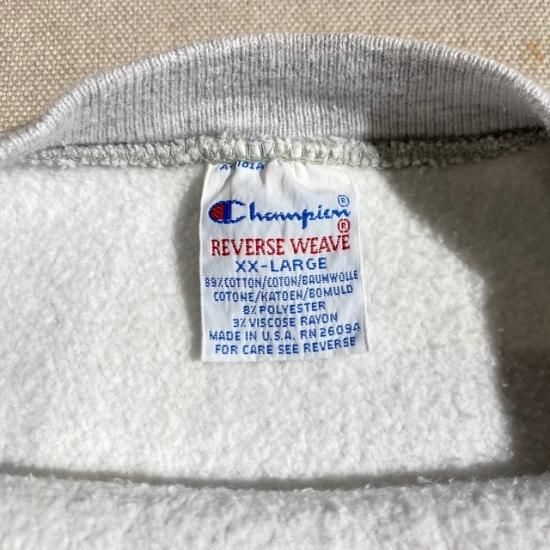 A-181A
Champion®
REVERSE WEAVE®
XX-LARGE
89% COTTON/COTON/BAUMWOLLE
COTONE/KATOEN/BOMULD
8% POLYESTER
3% VISCOSE RAYON
MADE IN U.S.A. RN 26094
FOR CARE SEE REVERSE